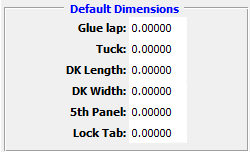 Default Dimensions
Glue lap: 0.00000
Tuck: 0.00000
DK Length: 0.00000
DK Width: 0.00000
5th Panel: 0.00000
Lock Tab: 0.00000